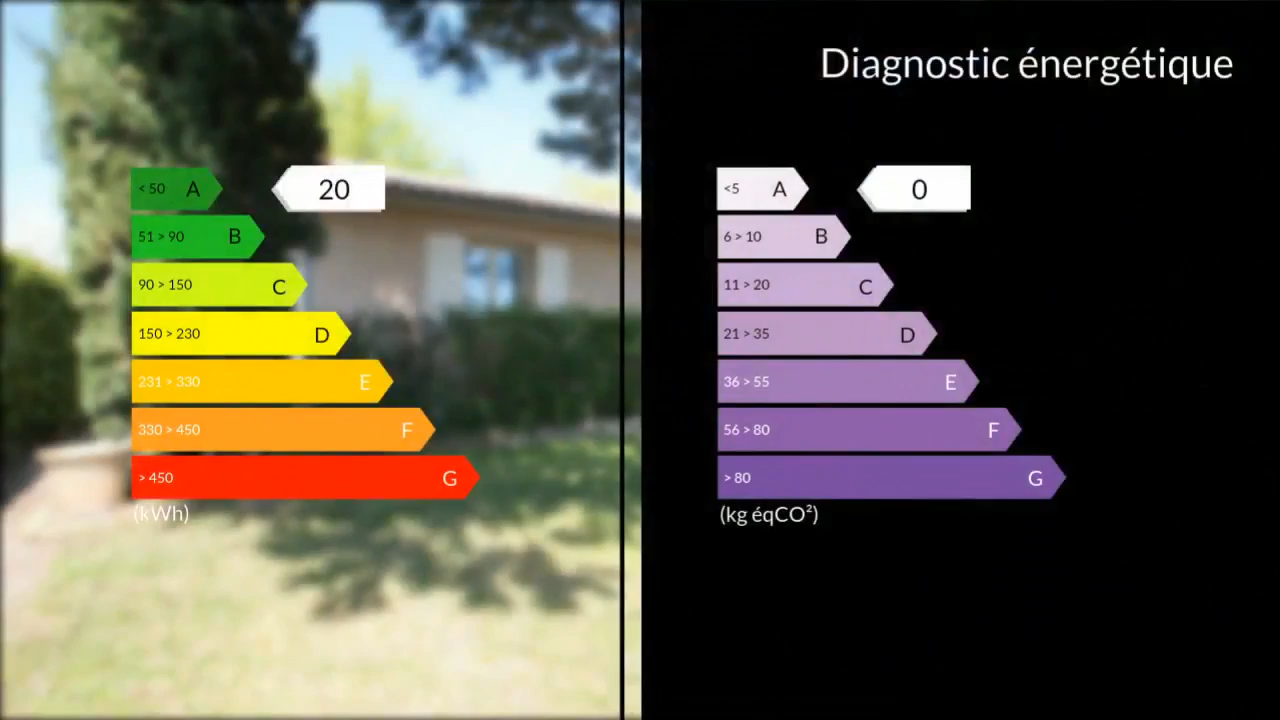 Diagnostic énergétique
< 50 A 20
51 > 90 B
90 > 150 C
150 > 230 D
231 > 330 E
330 > 450 F
> 450 G
(kWh)
<5 A 0
6 > 10 B
11 > 20 C
21 > 35 D
36 > 55 E
56 > 80 F
> 80 G
(kg éqCO²)